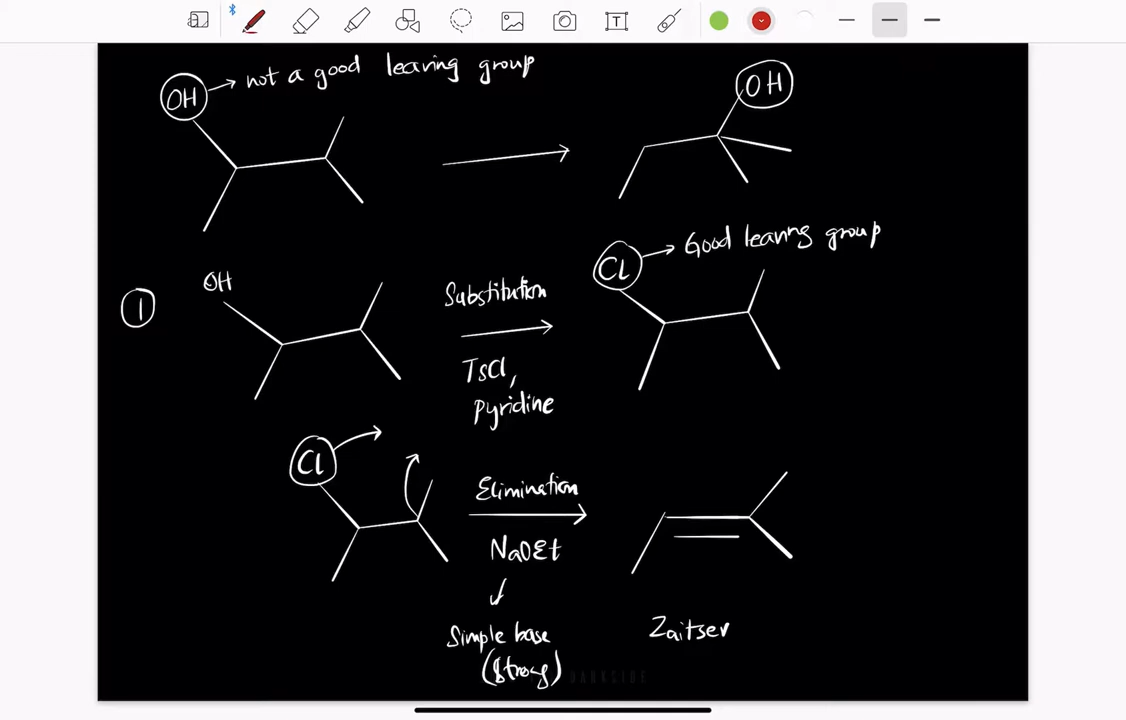 OH → not a good leaving group
OH
Cl → Good leaving group
1
OH
Substitution
TsCl,
pyridine
Cl
Elimination
NaOEt
Simple base
(Strong)
Zaitsev
DARKSIDE
T